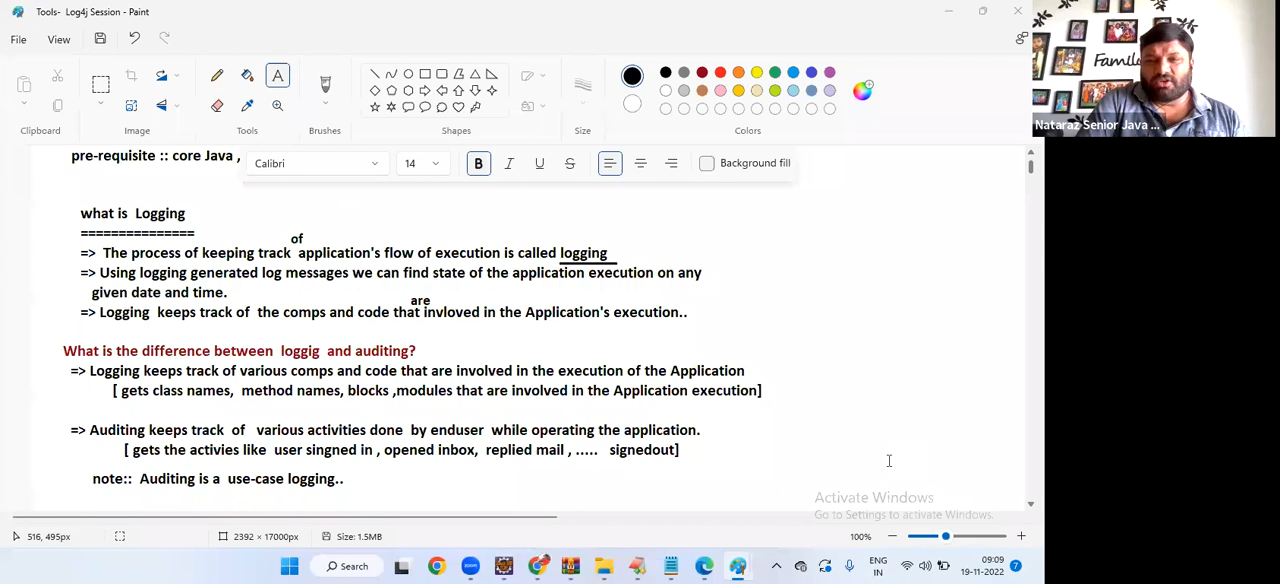 Tools- Log4j Session - Paint
File View
Clipboard Image Tools Brushes Shapes Size Colors
Nataraz Senior Java ...
pre-requisite :: core Java ,
Calibri 14 B I U S Background fill
what is Logging
===============
of
=> The process of keeping track application's flow of execution is called logging
=> Using logging generated log messages we can find state of the application execution on any
given date and time.
are
=> Logging keeps track of the comps and code that invloved in the Application's execution..
What is the difference between loggig and auditing?
=> Logging keeps track of various comps and code that are involved in the execution of the Application
[ gets class names, method names, blocks ,modules that are involved in the Application execution]
=> Auditing keeps track of various activities done by enduser while operating the application.
[ gets the activies like user singned in , opened inbox, replied mail , ..... signedout]
note:: Auditing is a use-case logging..
Activate Windows
Go to Settings to activate Windows.
516, 495px 2392 × 17000px Size: 1.5MB 100%
Search
ENG
IN
09:09
19-11-2022
7